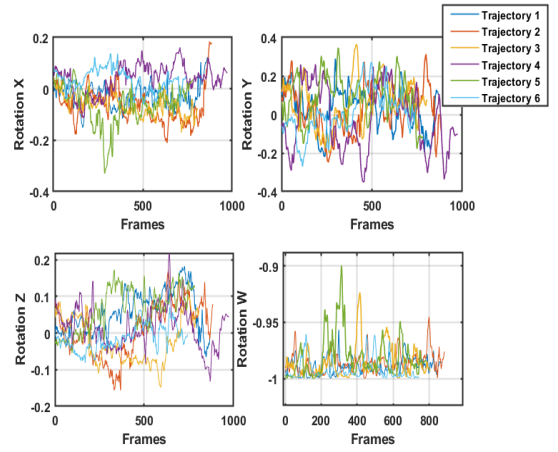 Trajectory 1
Trajectory 2
Trajectory 3
Trajectory 4
Trajectory 5
Trajectory 6
0.2
0
-0.2
-0.4
Rotation X
0 500 1000
Frames
0.4
0.2
0
-0.2
-0.4
Rotation Y
0 500 1000
Frames
0.2
0.1
0
-0.1
-0.2
Rotation Z
0 500 1000
Frames
-0.9
-0.95
-1
Rotation W
0 200 400 600 800
Frames